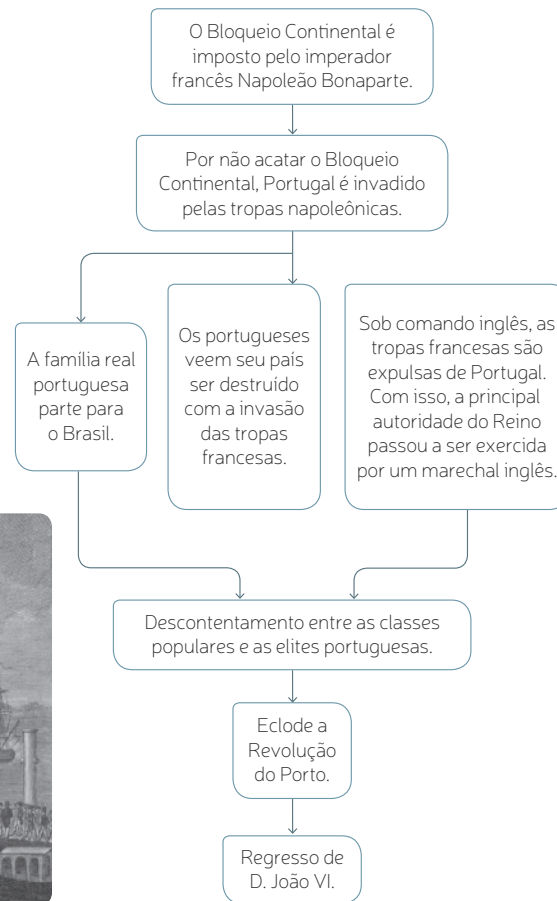 O Bloqueio Continental é
imposto pelo imperador
francês Napoleão Bonaparte.
Por não acatar o Bloqueio
Continental, Portugal é invadido
pelas tropas napoleônicas.
A família real
portuguesa
parte para
o Brasil.
Os portugueses
veem seu país
ser destruído
com a invasão
das tropas
francesas.
Sob comando inglês, as
tropas francesas são
expulsas de Portugal.
Com isso, a principal
autoridade do Reino
passou a ser exercida
por um marechal inglês.
Descontentamento entre as classes
populares e as elites portuguesas.
Eclode a
Revolução
do Porto.
Regresso de
D. João VI.